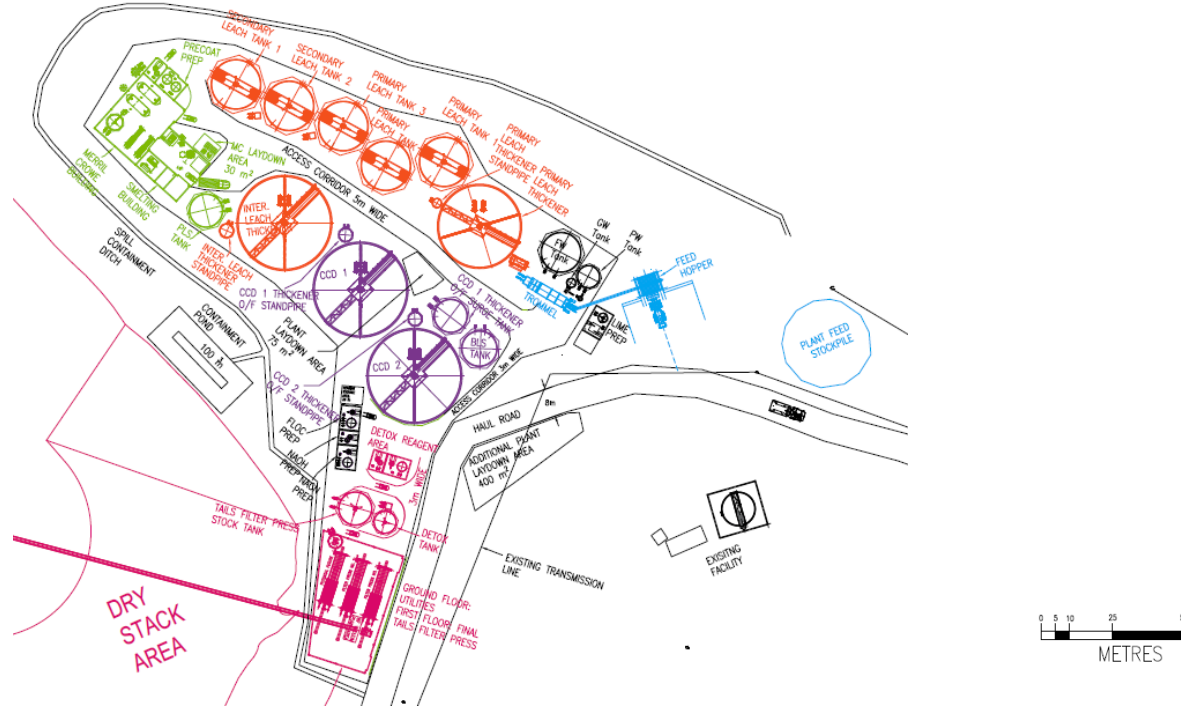 SECONDARY
LEACH TANK 1
SECONDARY
LEACH TANK 2
PRIMARY
LEACH TANK 3
PRIMARY
LEACH TANK
PRIMARY
LEACH TANK 1
PRIMARY
LEACH
THICKENER
STANDPIPE
PRIMARY
LEACH
THICKENER
PRECOAT
PREP
MC LAYDOWN
AREA
30 m²
MERRIL
CROWE
SMELTING
BUILDING
PLS
TANK
ACCESS CORRIDOR 5m WIDE
INTER.
LEACH
THICK
INTER LEACH
THICKENER
STANDPIPE
SPILL
CONTAINMENT
DITCH
CONTAINMENT
POND
100 m
GW
Tank
PW
Tank
FW
Tank
FEED
HOPPER
TROMMEL
LIME
PREP
PLANT FEED
STOCKPILE
CCD 1
CCD 1 THICKENER
O/F STANDPIPE
CCD 1 THICKENER
O/F SURGE TANK
BLS
TANK
PLANT
LAYDOWN AREA
75 m²
CCD 2
CCD 2 THICKENER
O/F STANDPIPE
ACCESS CORRIDOR 3m WIDE
8m
HAUL ROAD
ADDITIONAL PLANT
LAYDOWN AREA
400 m²
FLOC
PREP
NAOH
PREP
NACN
PREP
DETOX REAGENT
AREA
3m WIDE
TAILS FILTER PRESS
STOCK TANK
DETOX
TANK
EXISTING TRANSMISSION
LINE
EXISITNG
FACILITY
GROUND FLOOR:
UTILITIES
FIRST FLOOR: FINAL
TAILS FILTER PRESS
DRY
STACK
AREA
0 5 10 25
METRES